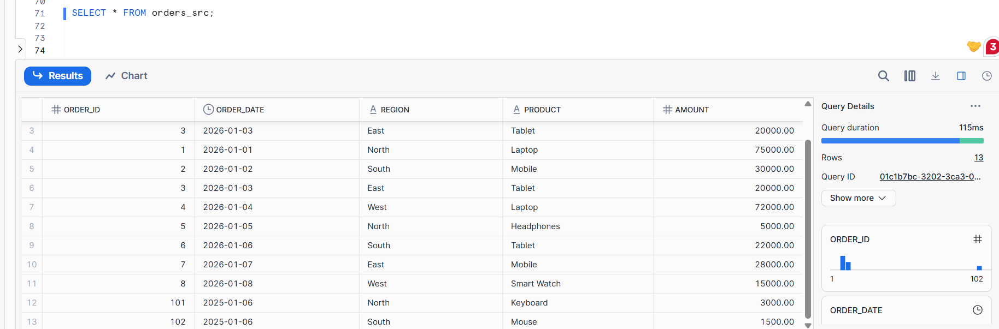 70
71 SELECT * FROM orders_src;
72
73
74
3
Results Chart
ORDER_ID ORDER_DATE REGION PRODUCT AMOUNT
3 3 2026-01-03 East Tablet 20000.00
4 1 2026-01-01 North Laptop 75000.00
5 2 2026-01-02 South Mobile 30000.00
6 3 2026-01-03 East Tablet 20000.00
7 4 2026-01-04 West Laptop 72000.00
8 5 2026-01-05 North Headphones 5000.00
9 6 2026-01-06 South Tablet 22000.00
10 7 2026-01-07 East Mobile 28000.00
11 8 2026-01-08 West Smart Watch 15000.00
12 101 2025-01-06 North Keyboard 3000.00
13 102 2025-01-06 South Mouse 1500.00
Query Details
Query duration 115ms
Rows 13
Query ID 01c1b7bc-3202-3ca3-0...
Show more
ORDER_ID
1 102
ORDER_DATE